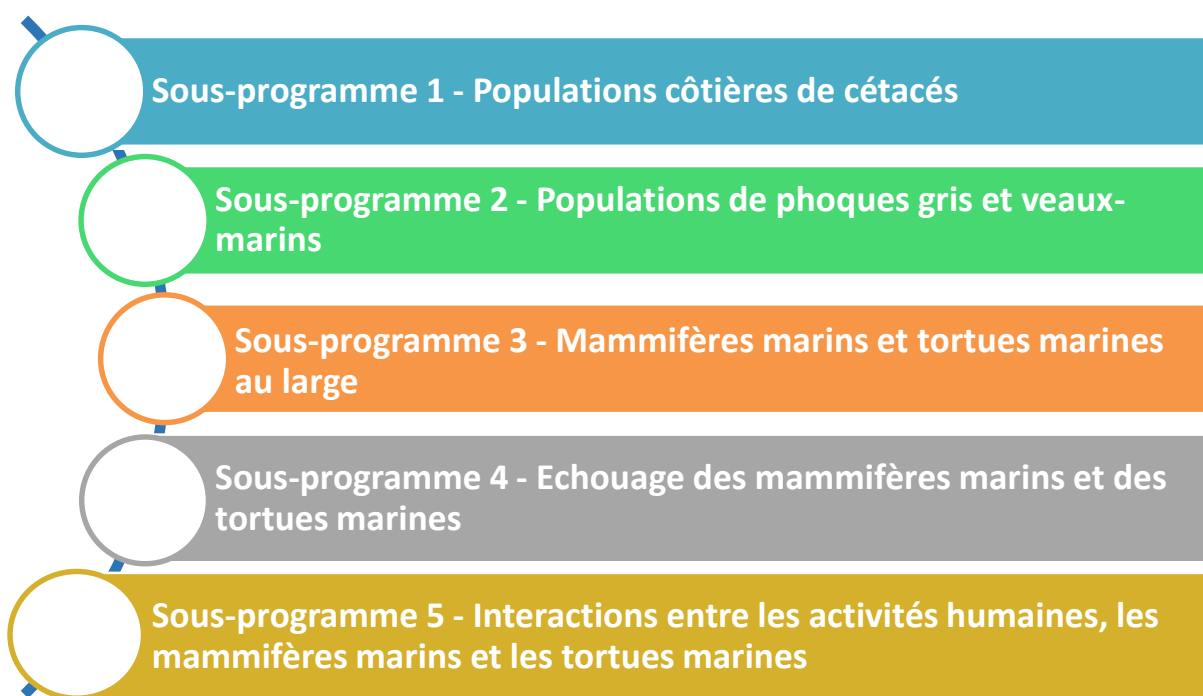 Sous-programme 1 - Populations côtières de cétacés
Sous-programme 2 - Populations de phoques gris et veaux-
marins
Sous-programme 3 - Mammifères marins et tortues marines
au large
Sous-programme 4 - Echouage des mammifères marins et des
tortues marines
Sous-programme 5 - Interactions entre les activités humaines, les
mammifères marins et les tortues marines